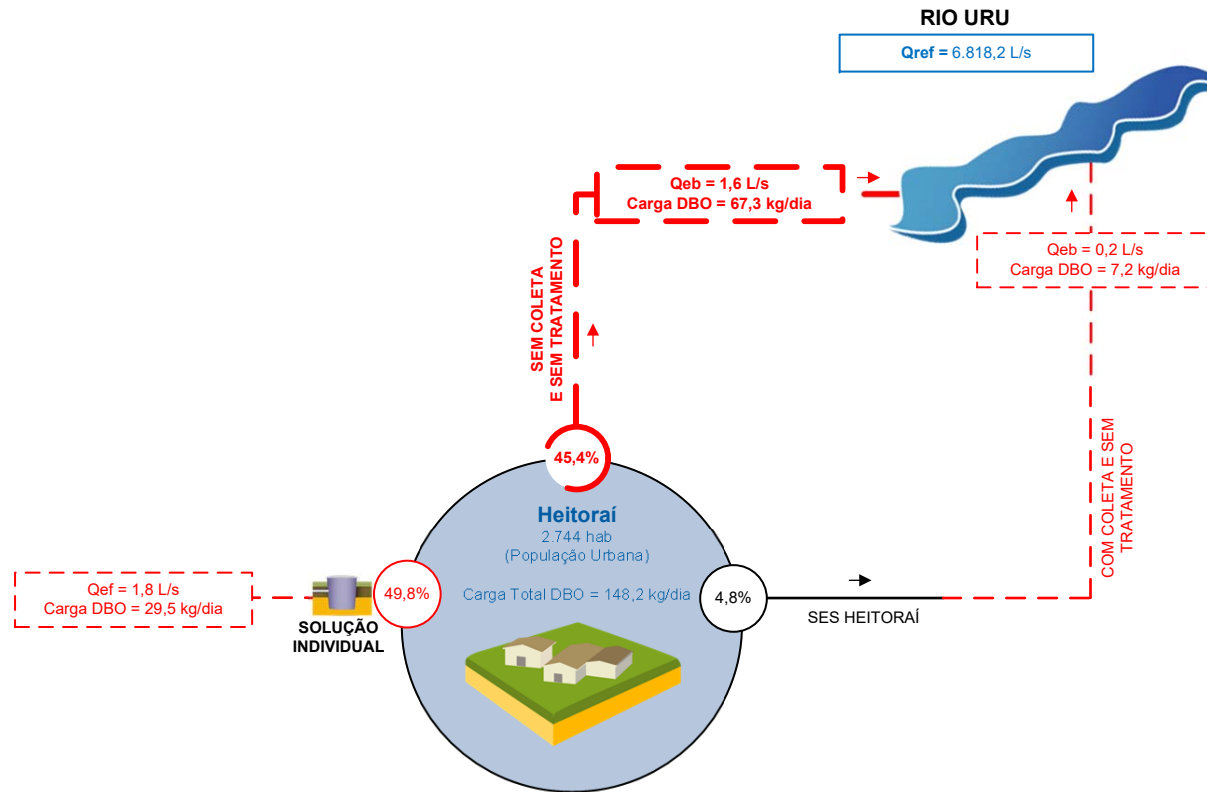 RIO URU
Qref = 6.818,2 L/s
Qeb = 1,6 L/s
Carga DBO = 67,3 kg/dia
Qeb = 0,2 L/s
Carga DBO = 7,2 kg/dia
SEM COLETA
E SEM TRATAMENTO
COM COLETA E SEM
TRATAMENTO
45,4%
Heitoraí
2.744 hab
(População Urbana)
Carga Total DBO = 148,2 kg/dia
49,8%
4,8%
Qef = 1,8 L/s
Carga DBO = 29,5 kg/dia
SOLUÇÃO
INDIVIDUAL
SES HEITORAÍ